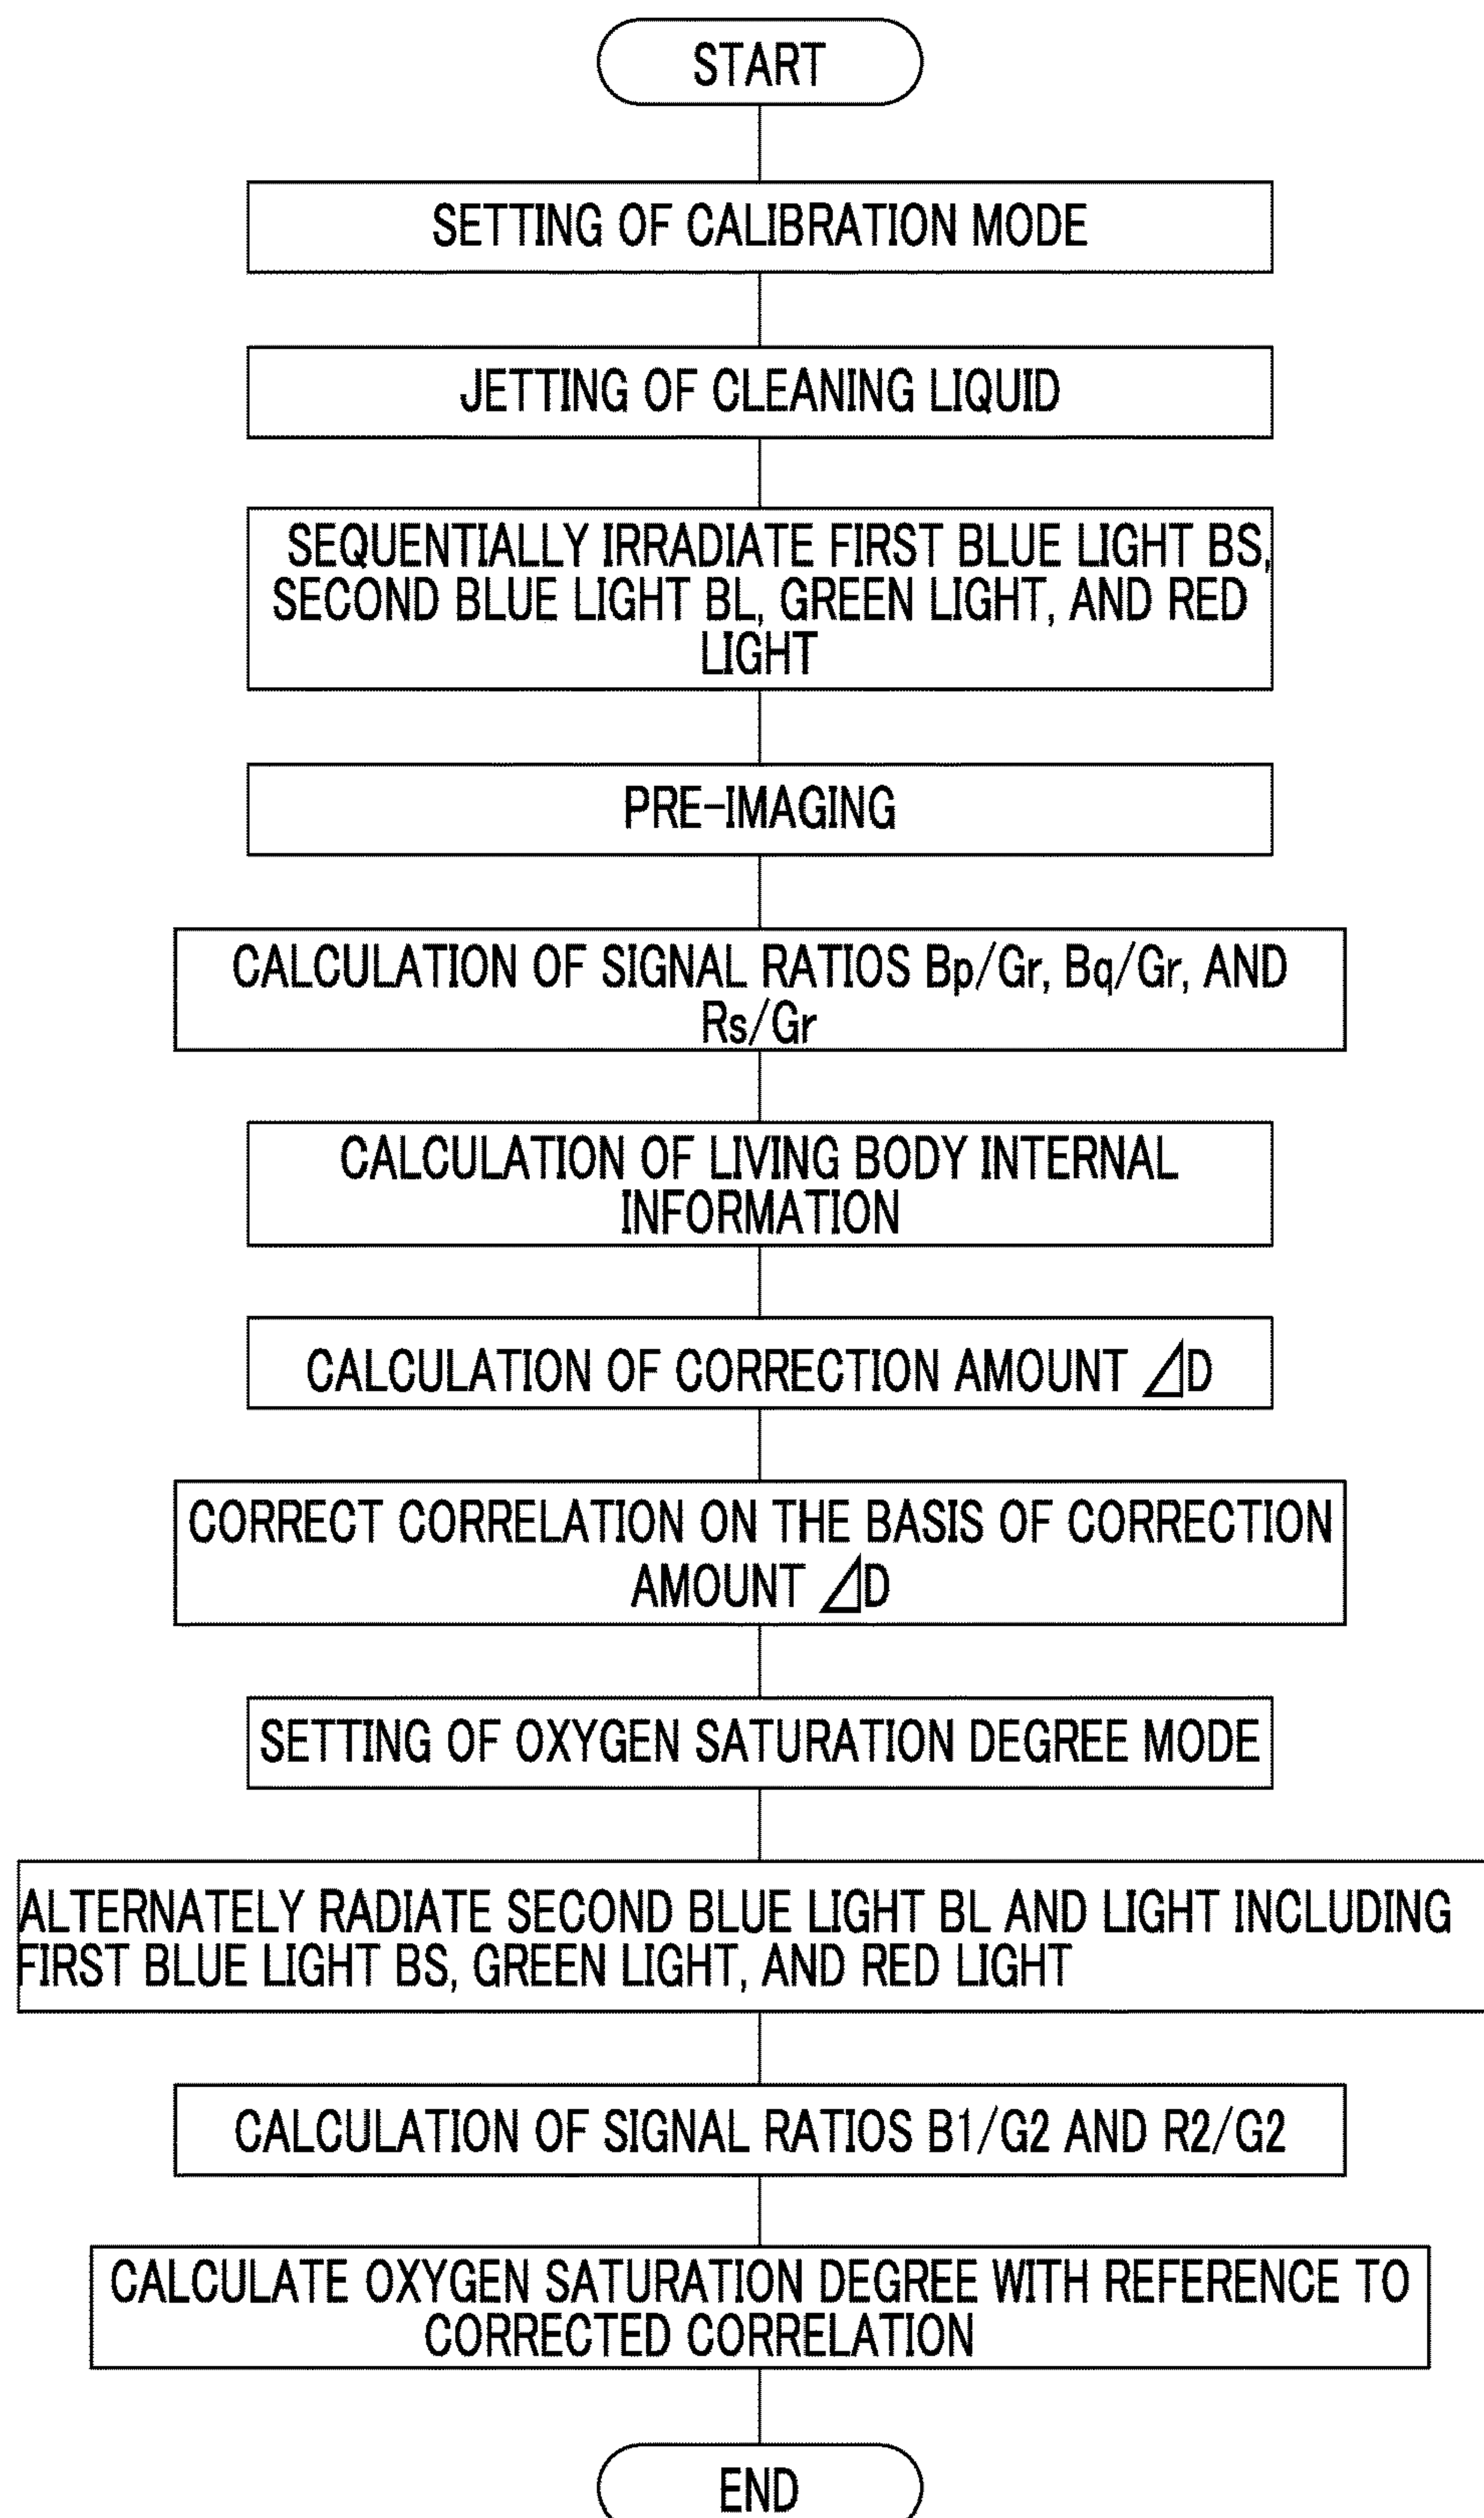 START
SETTING OF CALIBRATION MODE
JETTING OF CLEANING LIQUID
SEQUENTIALLY IRRADIATE FIRST BLUE LIGHT BS,
SECOND BLUE LIGHT BL, GREEN LIGHT, AND RED
LIGHT
PRE-IMAGING
CALCULATION OF SIGNAL RATIOS Bp/Gr, Bq/Gr, AND
Rs/Gr
CALCULATION OF LIVING BODY INTERNAL
INFORMATION
CALCULATION OF CORRECTION AMOUNT ⊿D
CORRECT CORRELATION ON THE BASIS OF CORRECTION
AMOUNT ⊿D
SETTING OF OXYGEN SATURATION DEGREE MODE
ALTERNATELY RADIATE SECOND BLUE LIGHT BL AND LIGHT INCLUDING
FIRST BLUE LIGHT BS, GREEN LIGHT, AND RED LIGHT
CALCULATION OF SIGNAL RATIOS B1/G2 AND R2/G2
CALCULATE OXYGEN SATURATION DEGREE WITH REFERENCE TO
CORRECTED CORRELATION
END